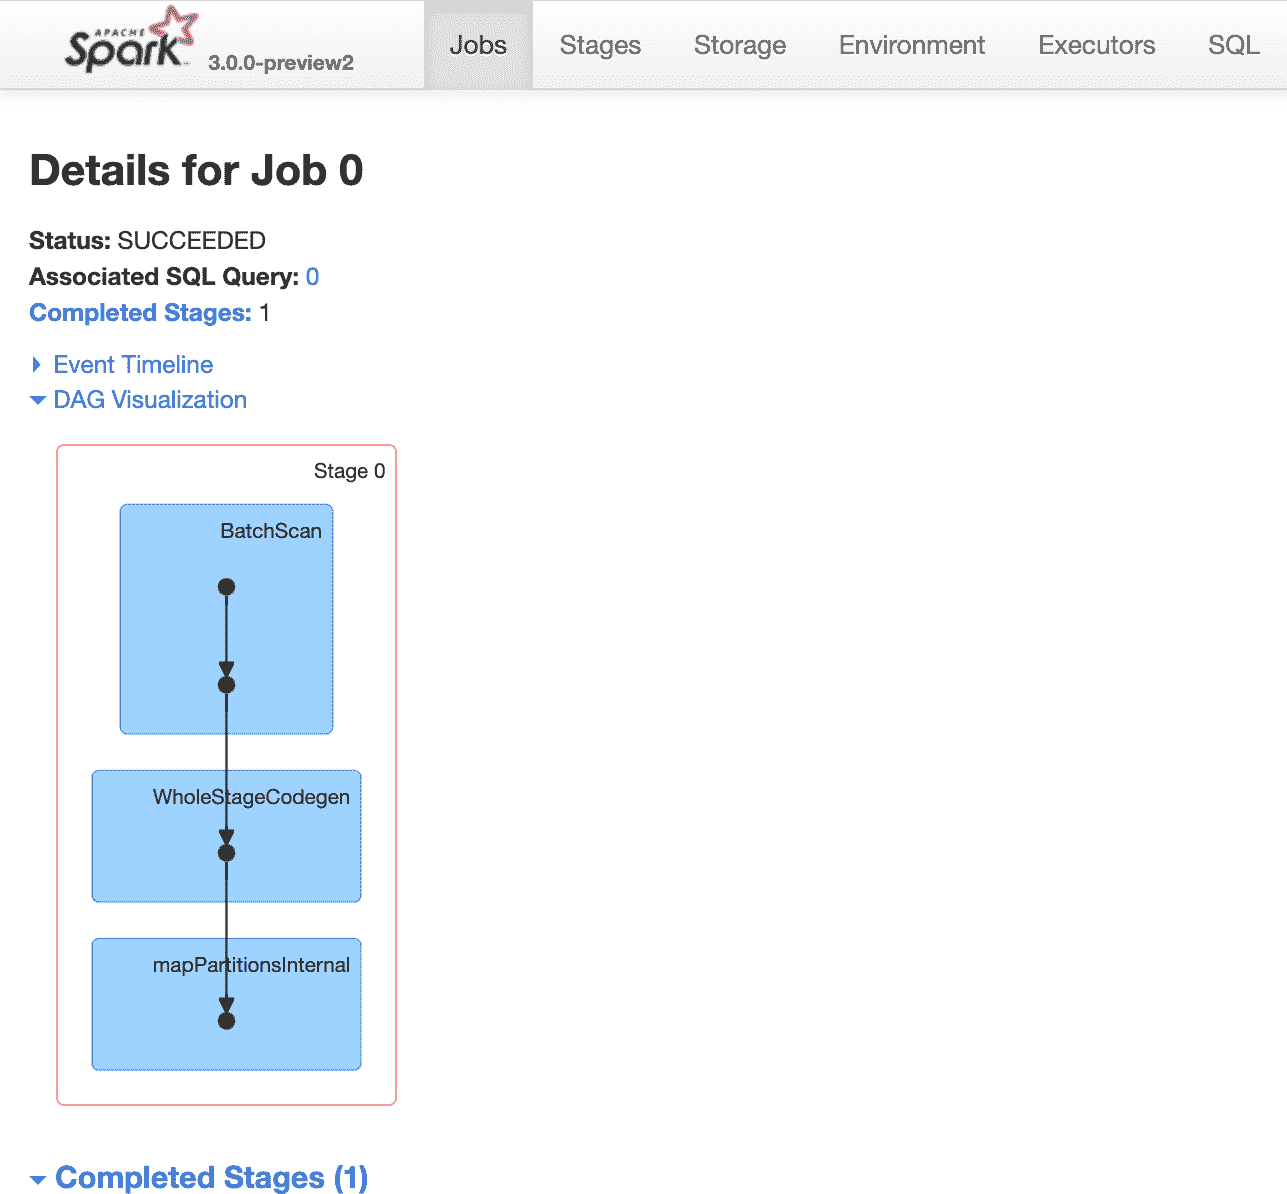 APACHE
Spark™ 3.0.0-preview2 Jobs Stages Storage Environment Executors SQL
Details for Job 0
Status: SUCCEEDED
Associated SQL Query: 0
Completed Stages: 1
Event Timeline
DAG Visualization
Stage 0
BatchScan
WholeStageCodegen
mapPartitionsInternal
Completed Stages (1)